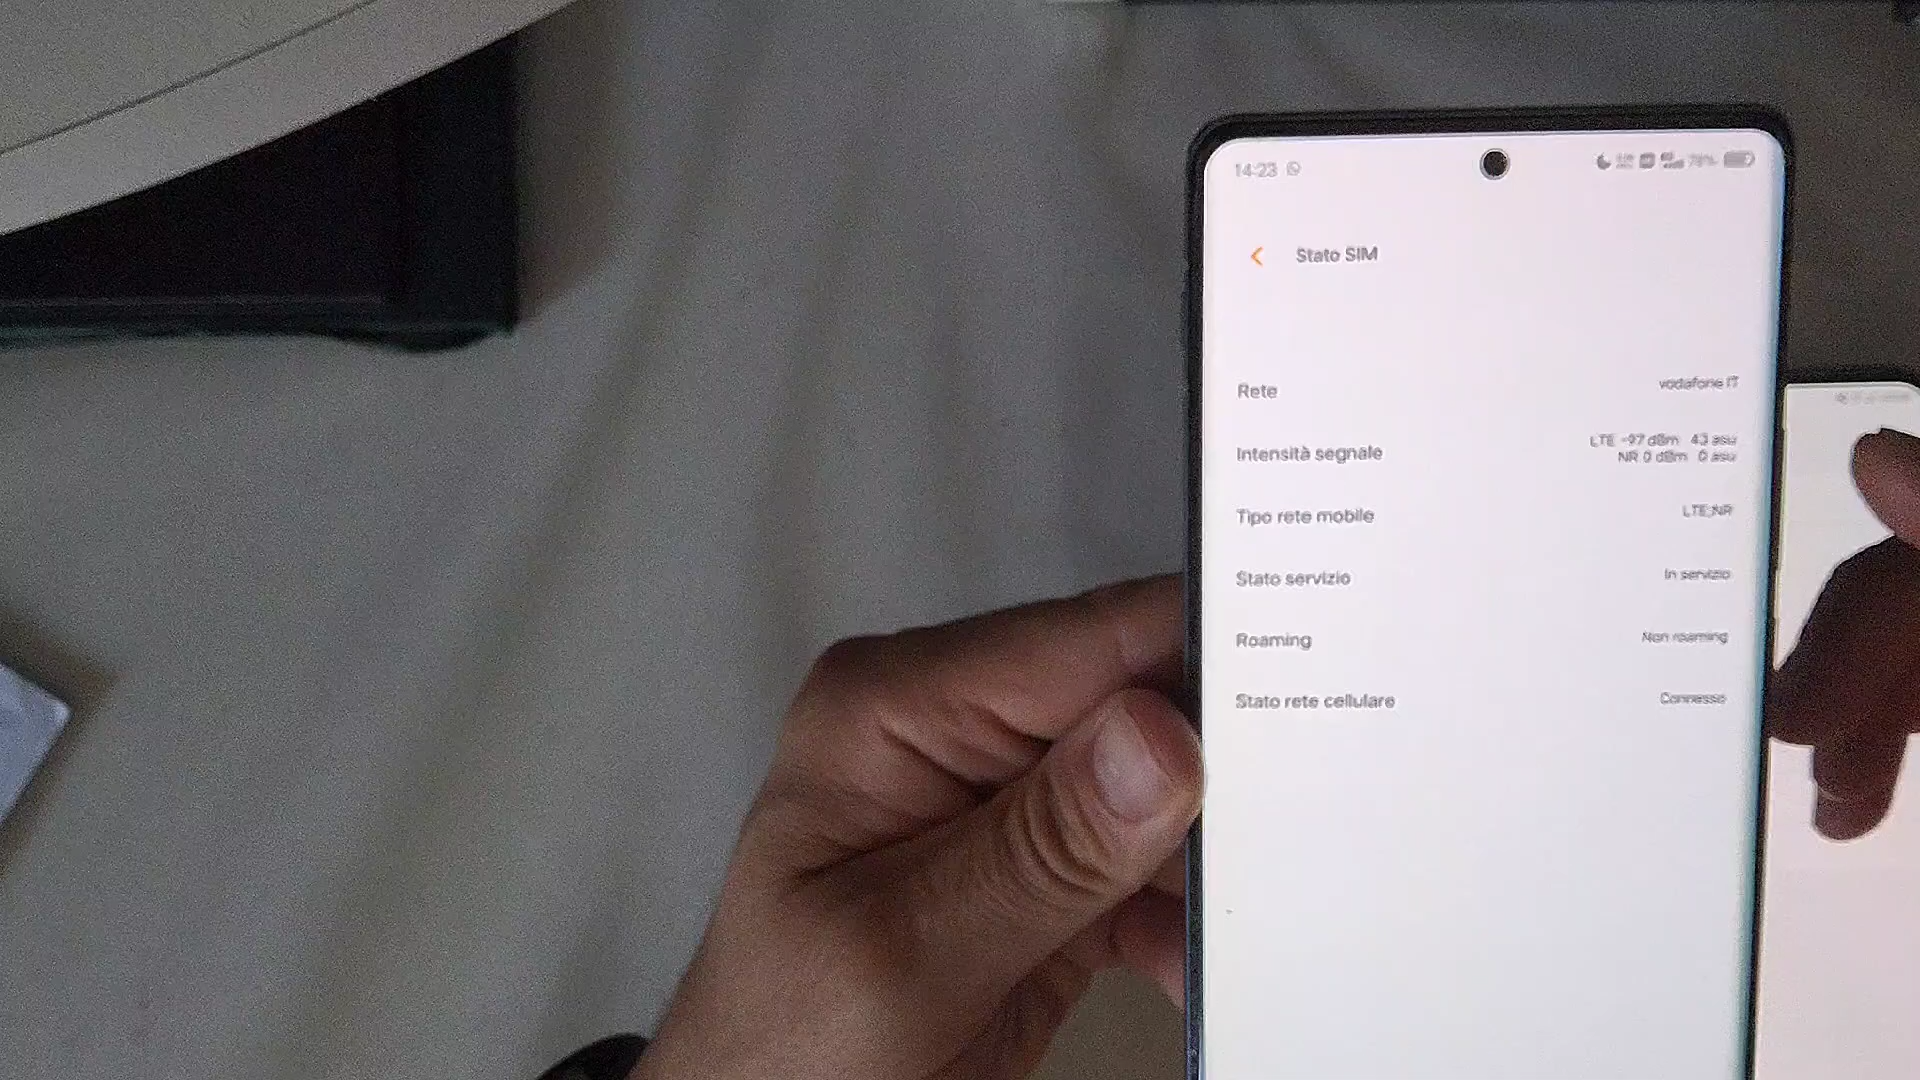 14:23
78%
Stato SIM
Rete
vodafone IT
Intensità segnale
LTE -97 dBm 43 asu
NR 0 dBm 0 asu
Tipo rete mobile
LTE,NR
Stato servizio
In servizio
Roaming
Non roaming
Stato rete cellulare
Connesso